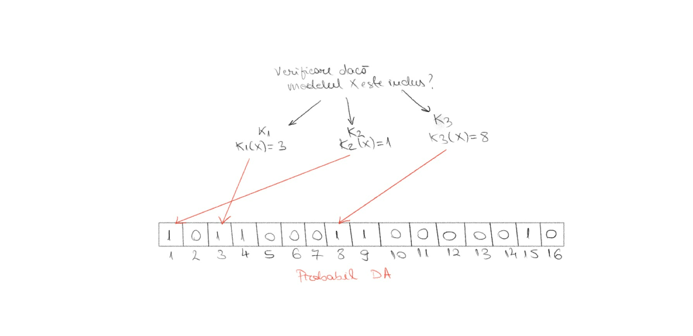 Verificare dacă
modelul X este indus?
K1
K1(X)=3
K2
K2(X)=1
K3
K3(X)=8
1 0 1 1 0 0 0 1 1 0 0 0 0 0 1 0
1 2 3 4 5 6 7 8 9 10 11 12 13 14 15 16
Probabil DA